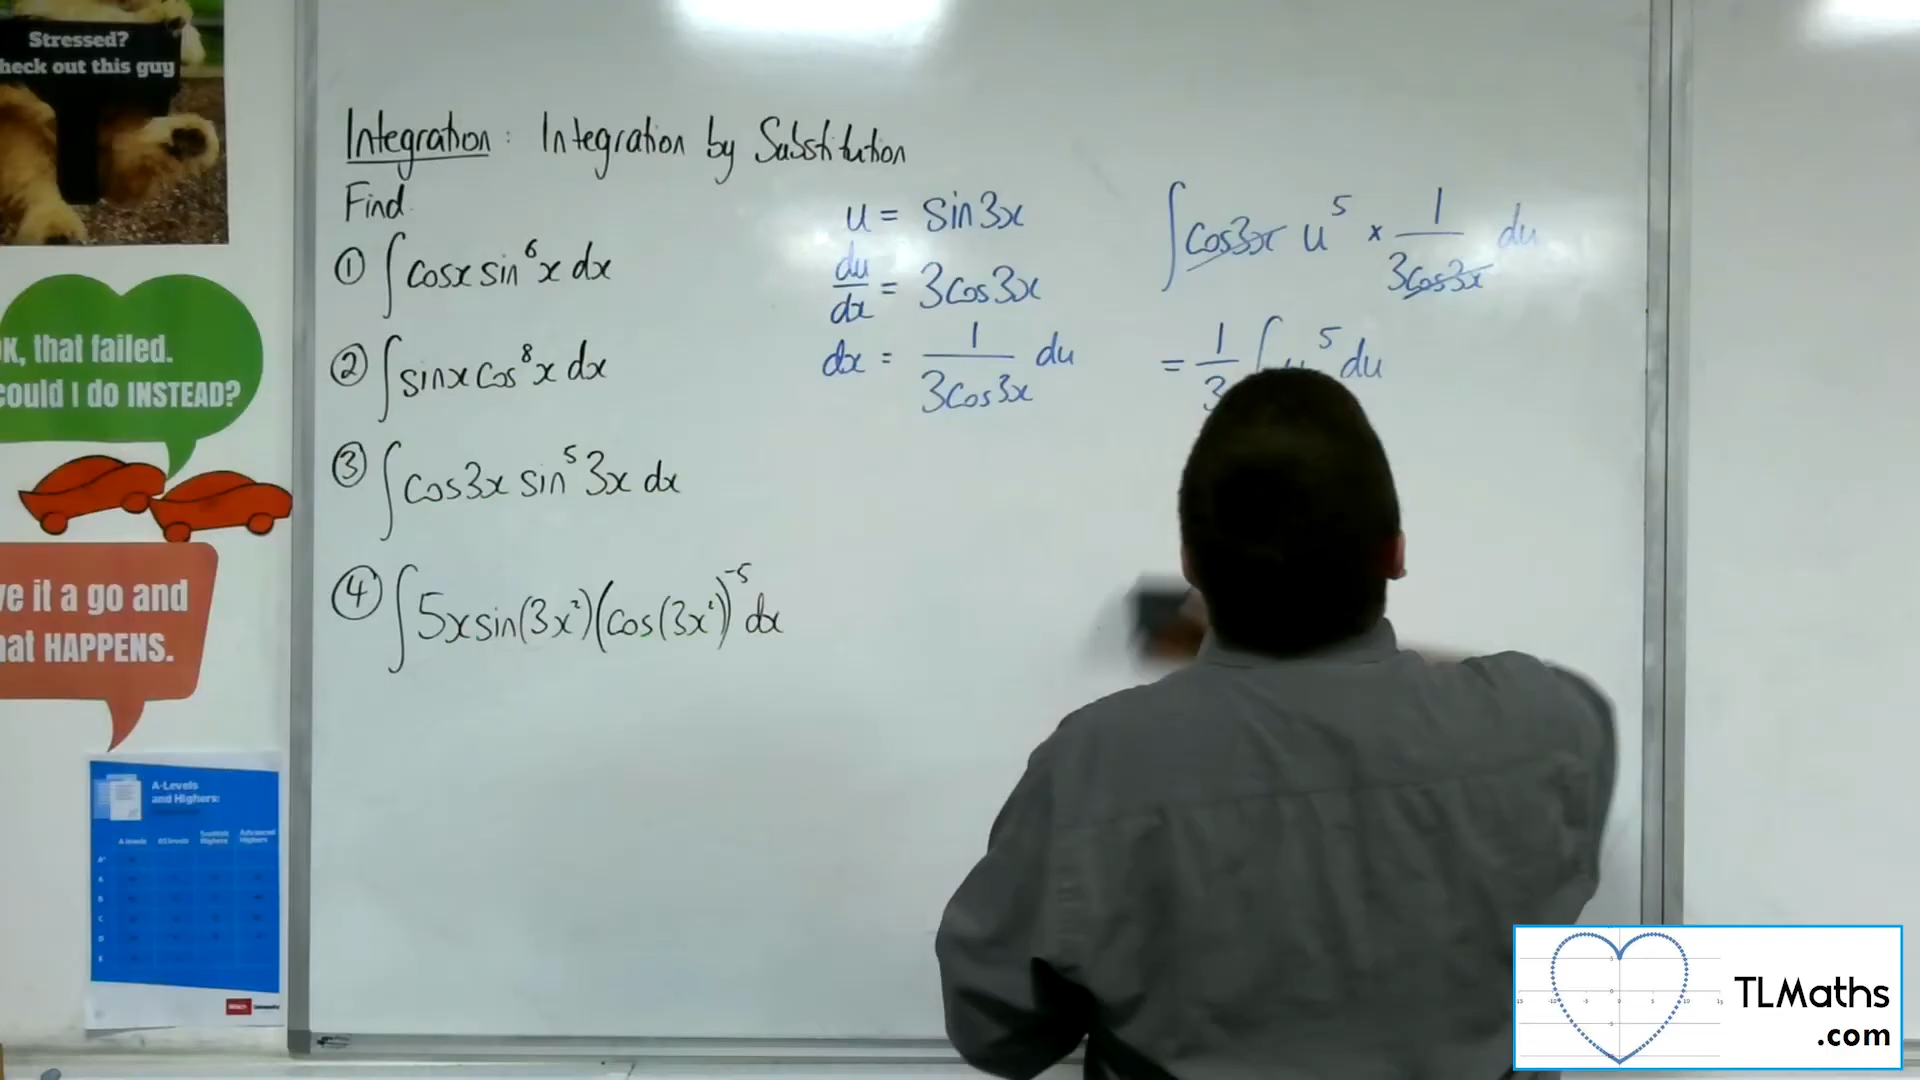 Stressed?
heck out this guy
K, that failed.
could I do INSTEAD?
ve it a go and
hat HAPPENS.
A-Levels
and Highers:
Integration : Integration by Substitution
Find
① ∫ cosx sin⁶x dx
② ∫ sinx cos⁸x dx
③ ∫ cos3x sin⁵3x dx
④ ∫ 5x sin(3x²)(cos(3x²))⁻⁵ dx
u = sin3x
du/dx = 3cos3x
dx = 1/3cos3x du
∫ cos3x u⁵ × 1/3cos3x du
= 1/3 ∫ u⁵ du
TLMaths
.com